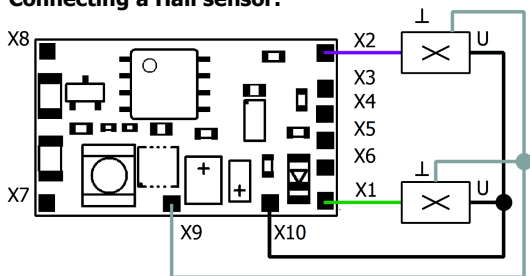 Connecting a Hall sensor:
X8
X2
⊥
U
X3
X4
X5
X6
X7
X1
⊥
U
X9
X10
+
+